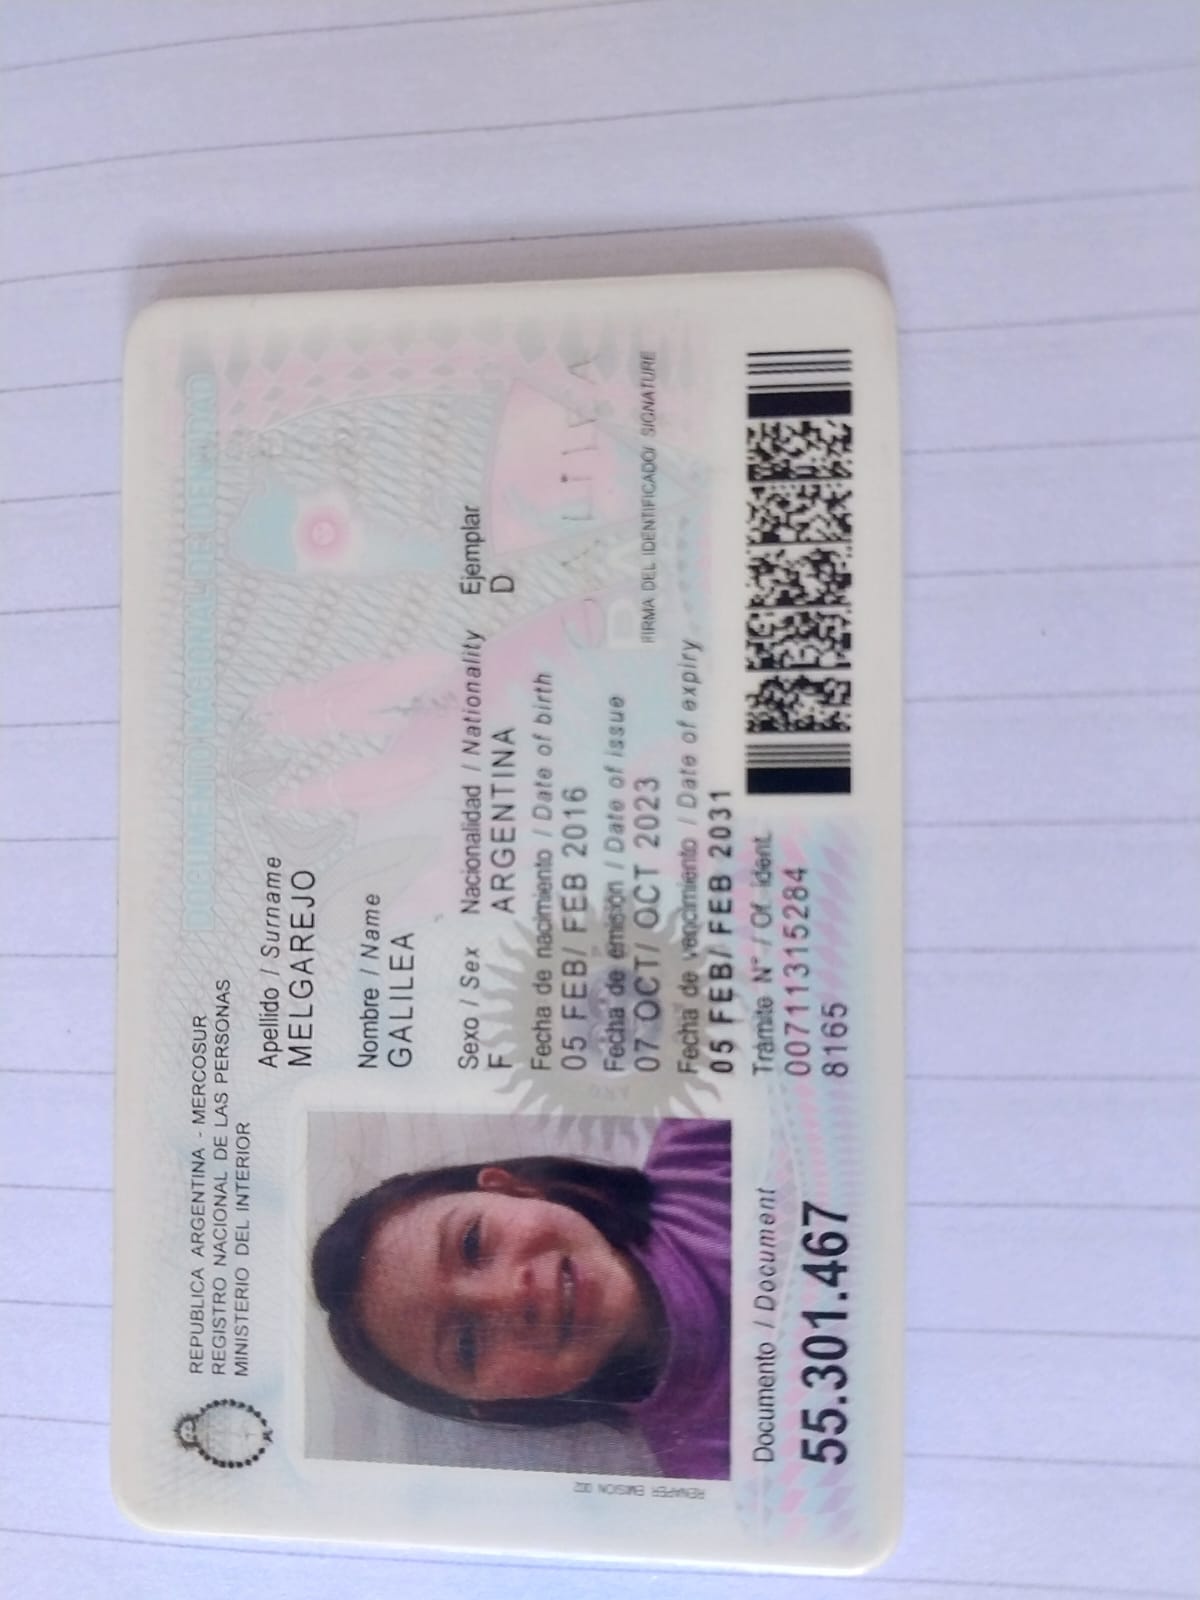 REPUBLICA ARGENTINA - MERCOSUR
REGISTRO NACIONAL DE LAS PERSONAS
MINISTERIO DEL INTERIOR
DOCUMENTO NACIONAL DE IDENTIDAD
Apellido / Surname
MELGAREJO
Nombre / Name
GALILEA
Sexo / Sex Nacionalidad / Nationality Ejemplar
F ARGENTINA D
Fecha de nacimiento / Date of birth
05 FEB/ FEB 2016
Fecha de emisión / Date of issue
07 OCT/ OCT 2023
FIRMA DEL IDENTIFICADO/ SIGNATURE
Fecha de vencimiento / Date of expiry
05 FEB/ FEB 2031
Documento / Document
55.301.467
Trámite N° / Of. ident.
00711315284
8165
RENAPER EMISION 002